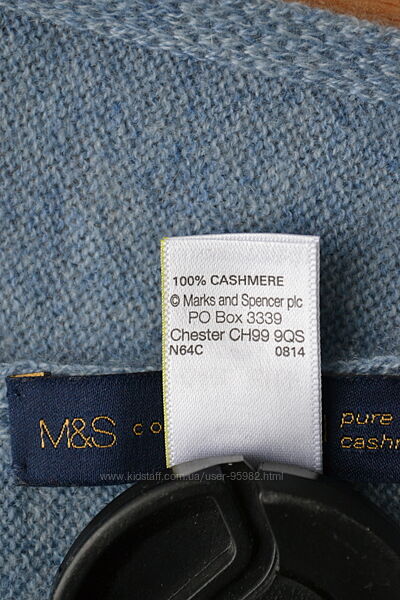 100% CASHMERE
© Marks and Spencer plc
PO Box 3339
Chester CH99 9QS
N64C 0814
M&S co
pure
cashm
www.kidstaff.com.ua/user-95982.html